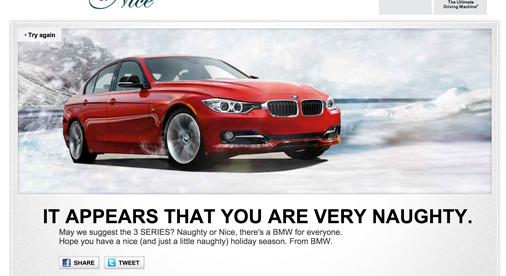 Nice
The Ultimate
Driving Machine®
Try again
IT APPEARS THAT YOU ARE VERY NAUGHTY.
May we suggest the 3 SERIES? Naughty or Nice, there's a BMW for everyone.
Hope you have a nice (and just a little naughty) holiday season. From BMW.
SHARE
TWEET